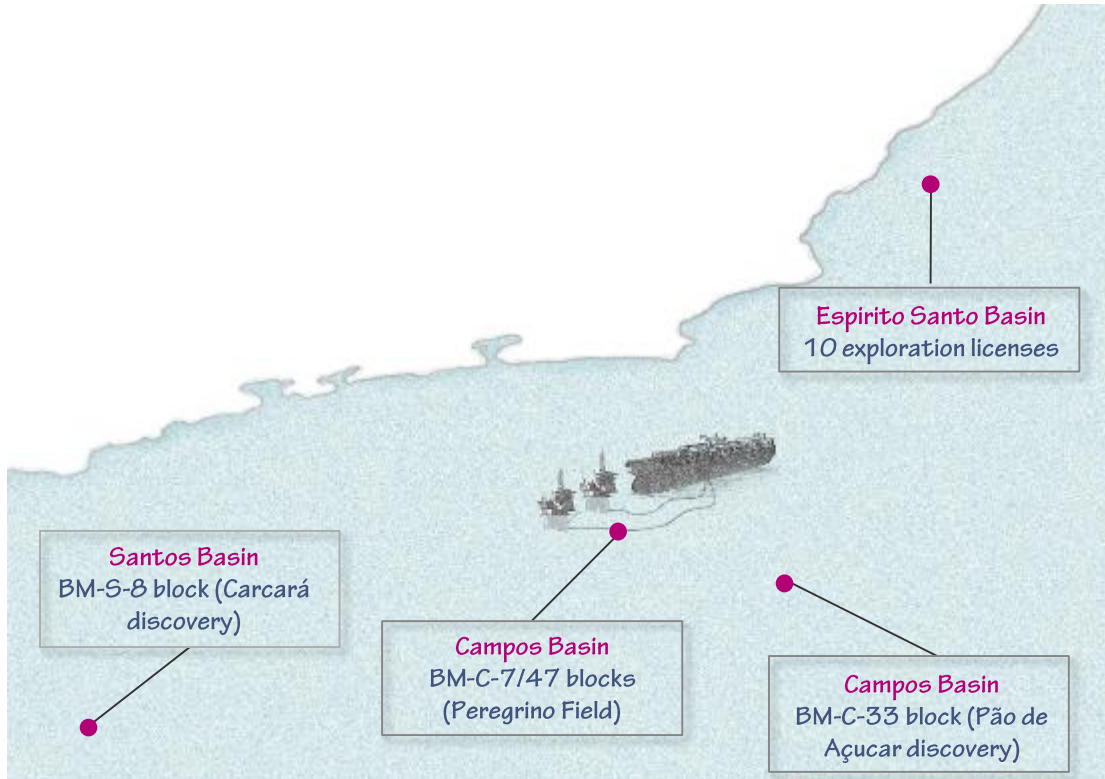 Espirito Santo Basin
10 exploration licenses
Santos Basin
BM-S-8 block (Carcará
discovery)
Campos Basin
BM-C-7/47 blocks
(Peregrino Field)
Campos Basin
BM-C-33 block (Pão de
Açucar discovery)